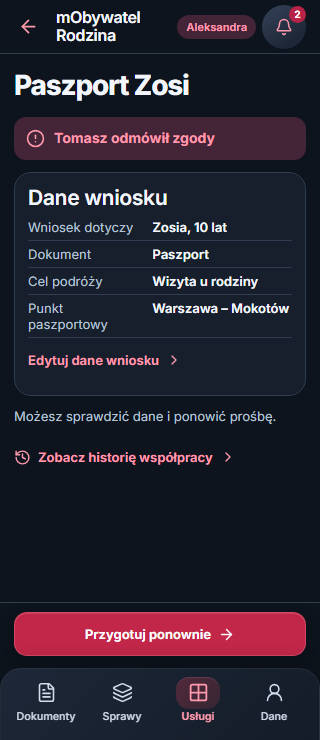 mObywatel
Rodzina
Aleksandra
2
Paszport Zosi
Tomasz odmówił zgody
Dane wniosku
Wniosek dotyczy Zosia, 10 lat
Dokument Paszport
Cel podróży Wizyta u rodziny
Punkt Warszawa – Mokotów
paszportowy
Edytuj dane wniosku
Możesz sprawdzić dane i ponowić prośbę.
Zobacz historię współpracy
Przygotuj ponownie
Dokumenty Sprawy Usługi Dane